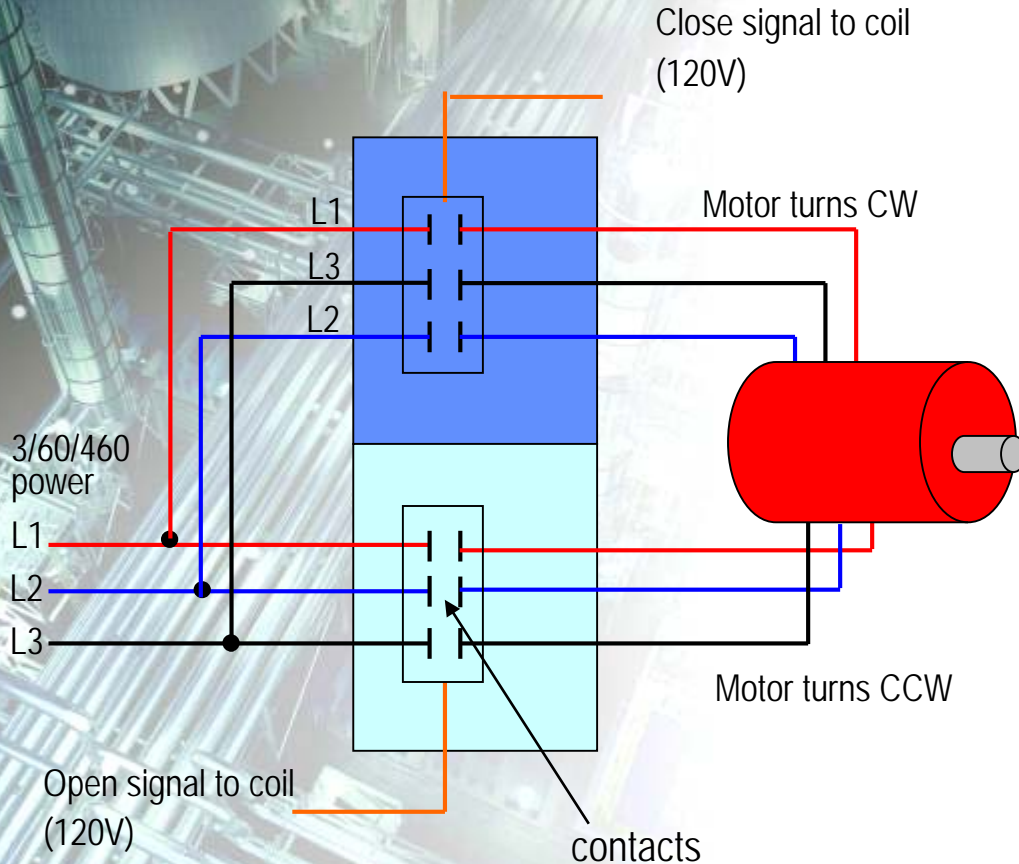 Close signal to coil
(120V)
L1
Motor turns CW
L3
L2
3/60/460
power
L1
L2
L3
Motor turns CCW
Open signal to coil
(120V)
contacts